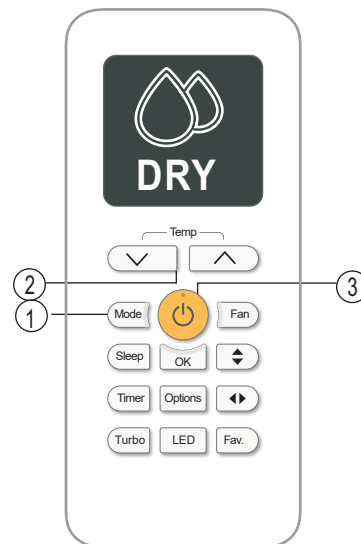 DRY
Temp
2
3
1
Mode
Fan
Sleep
OK
Timer
Options
Turbo
LED
Fav.